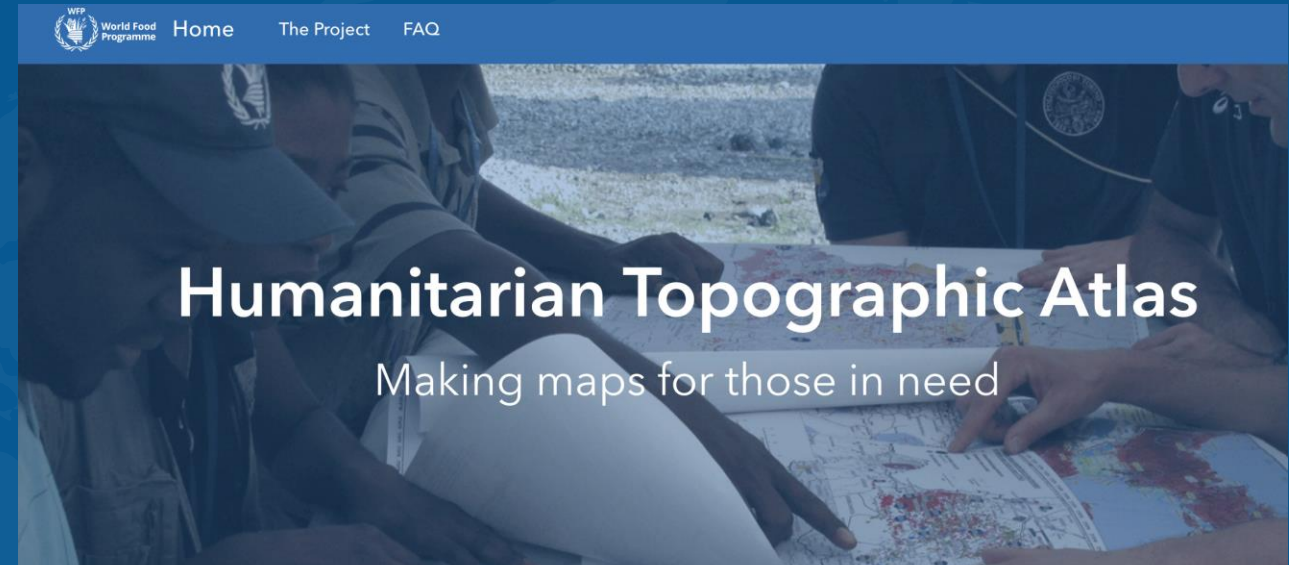 WFP
World Food
Programme
Home The Project FAQ
Humanitarian Topographic Atlas
Making maps for those in need